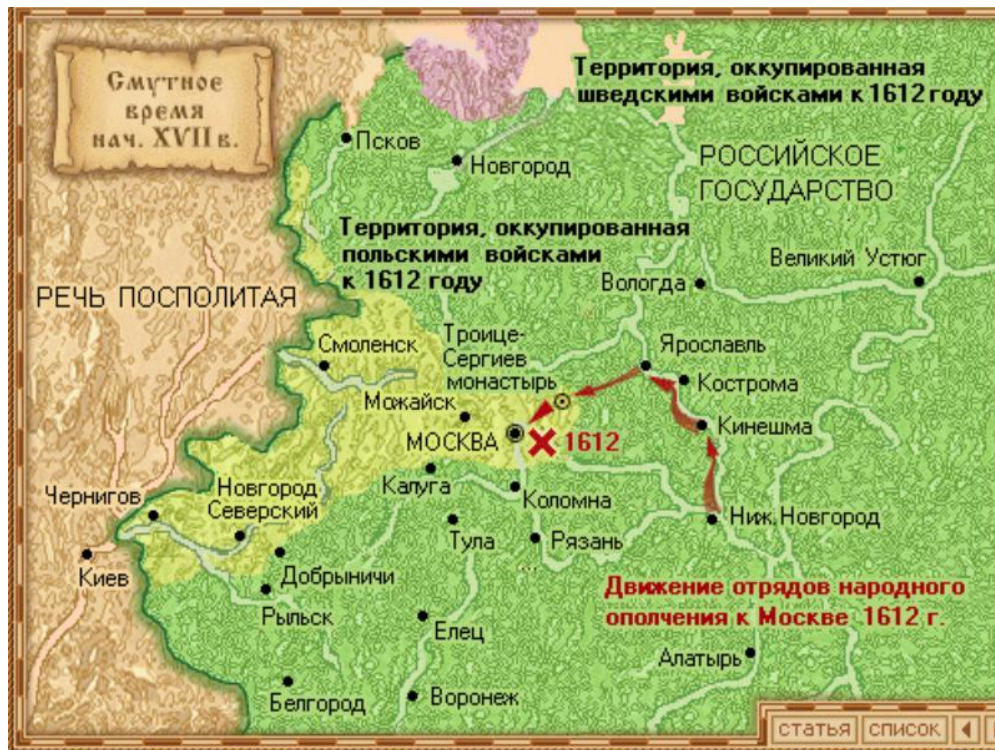 Смутное
время
нач. XVII в.
Территория, оккупированная
шведскими войсками к 1612 году
Псков
Новгород
РОССИЙСКОЕ
ГОСУДАРСТВО
Территория, оккупированная
польскими войсками
к 1612 году
Великий Устюг
Вологда
РЕЧЬ ПОСПОЛИТАЯ
Смоленск
Троице-
Сергиев
монастырь
Ярославль
Кострома
Можайск
Кинешма
МОСКВА
1612
Калуга
Коломна
Чернигов
Новгород
Северский
Ниж. Новгород
Тула
Рязань
Киев
Добрыничи
Рыльск
Движение отрядов народного
ополчения к Москве 1612 г.
Елец
Алатырь
Белгород
Воронеж
статья список